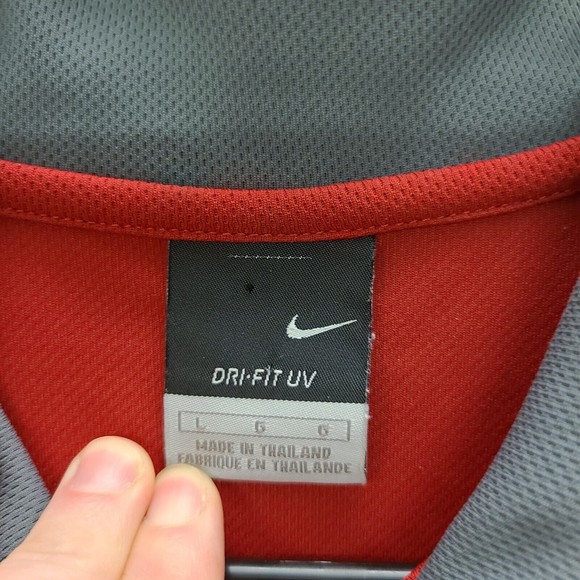 DRI-FIT UV
L G G
MADE IN THAILAND
FABRIQUE EN THAILANDE